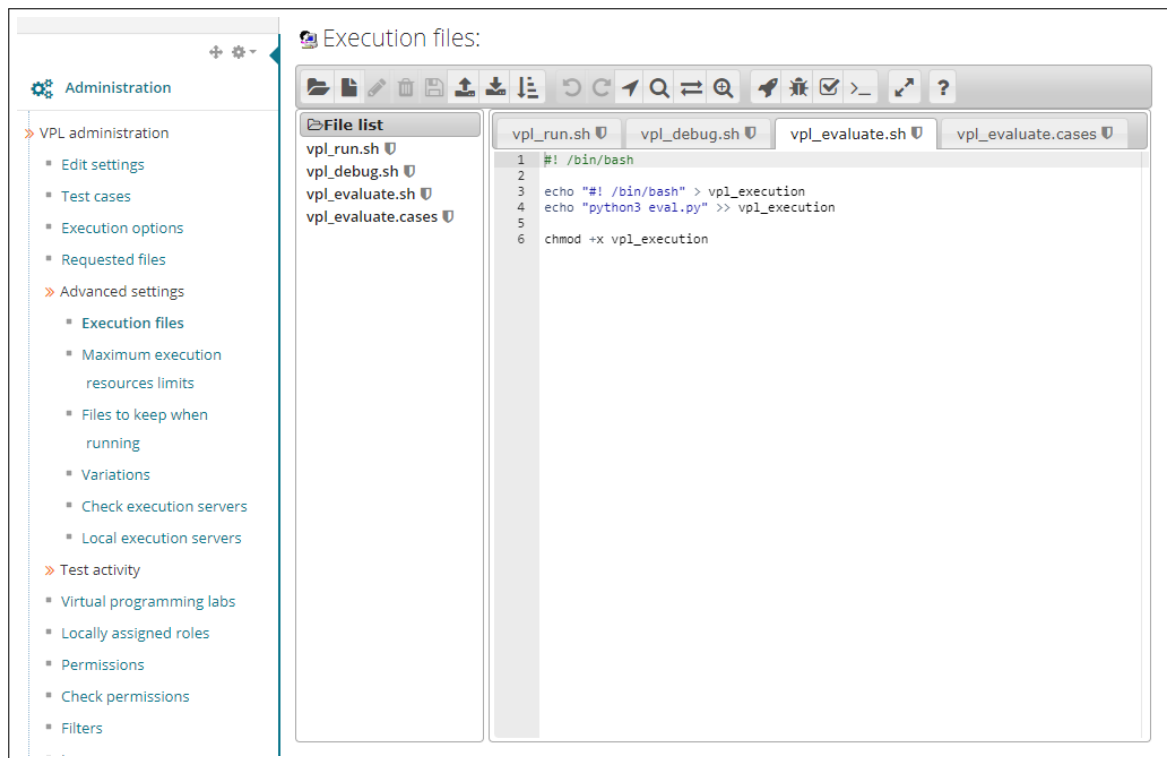 Execution files:
Administration
VPL administration
Edit settings
Test cases
Execution options
Requested files
Advanced settings
Execution files
Maximum execution
resources limits
Files to keep when
running
Variations
Check execution servers
Local execution servers
Test activity
Virtual programming labs
Locally assigned roles
Permissions
Check permissions
Filters
File list
vpl_run.sh
vpl_debug.sh
vpl_evaluate.sh
vpl_evaluate.cases
vpl_run.sh vpl_debug.sh vpl_evaluate.sh vpl_evaluate.cases
1 #! /bin/bash
2
3 echo "#! /bin/bash" > vpl_execution
4 echo "python3 eval.py" >> vpl_execution
5
6 chmod +x vpl_execution